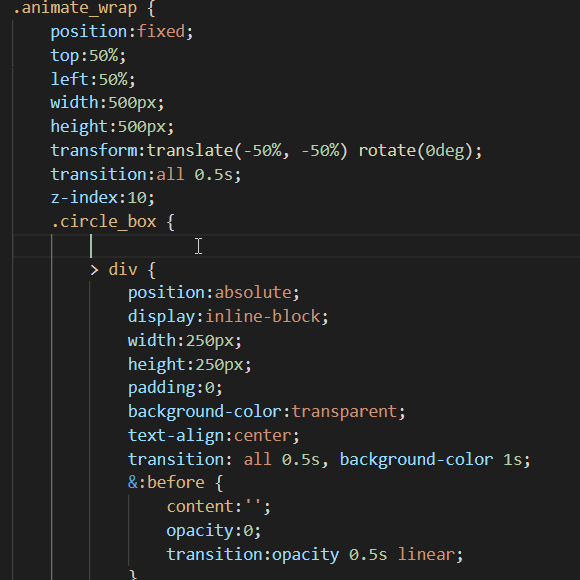 .animate_wrap {
position:fixed;
top:50%;
left:50%;
width:500px;
height:500px;
transform:translate(-50%, -50%) rotate(0deg);
transition:all 0.5s;
z-index:10;
.circle_box {
> div {
position:absolute;
display:inline-block;
width:250px;
height:250px;
padding:0;
background-color:transparent;
text-align:center;
transition: all 0.5s, background-color 1s;
&:before {
content:'';
opacity:0;
transition:opacity 0.5s linear;
}